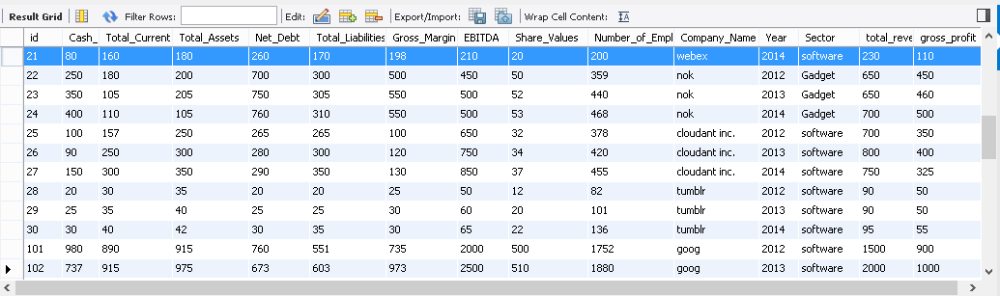 Result Grid Filter Rows: Edit: Export/Import: Wrap Cell Content: IA
id Cash_ Total_Current Total_Assets Net_Debt Total_Liabilities Gross_Margin EBITDA Share_Values Number_of_Empl Company_Name Year Sector total_reve gross_profit
21 80 160 180 260 170 198 210 20 200 webex 2014 software 230 110
22 250 180 200 700 300 500 450 50 359 nok 2012 Gadget 650 450
23 350 105 205 750 305 550 500 52 440 nok 2013 Gadget 650 460
24 400 110 105 760 310 550 500 53 468 nok 2014 Gadget 700 500
25 100 157 250 265 265 100 650 32 378 cloudant inc. 2012 software 700 350
26 90 250 300 280 300 120 750 34 420 cloudant inc. 2013 software 800 400
27 150 300 350 290 350 130 850 37 455 cloudant inc. 2014 software 750 325
28 20 30 35 20 20 25 50 12 82 tumblr 2012 software 90 50
29 25 35 40 25 25 30 60 20 101 tumblr 2013 software 90 50
30 30 40 42 30 35 30 65 22 136 tumblr 2014 software 95 55
101 980 890 915 760 551 735 2000 500 1752 goog 2012 software 1500 900
102 737 915 975 673 603 973 2500 510 1880 goog 2013 software 2000 1000